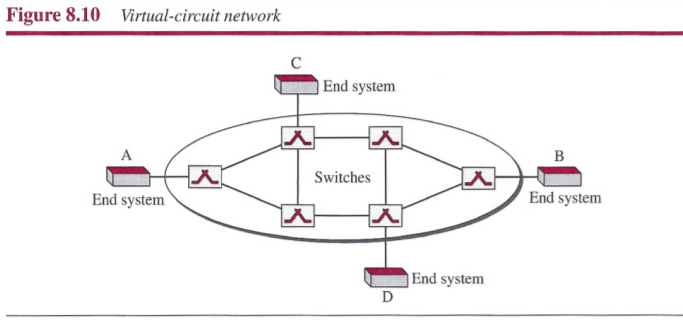 Figure 8.10 Virtual-circuit network
C
End system
A
End system
Switches
B
End system
End system
D